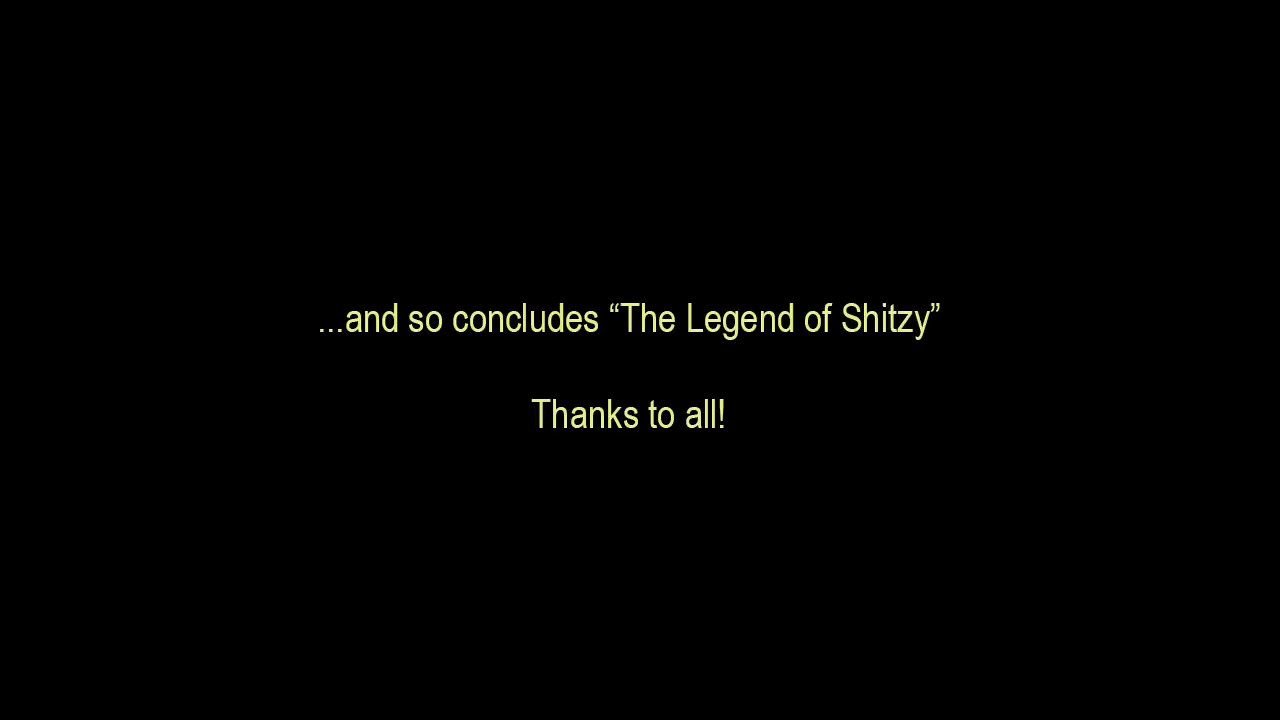 ...and so concludes “The Legend of Shitzy”
Thanks to all!